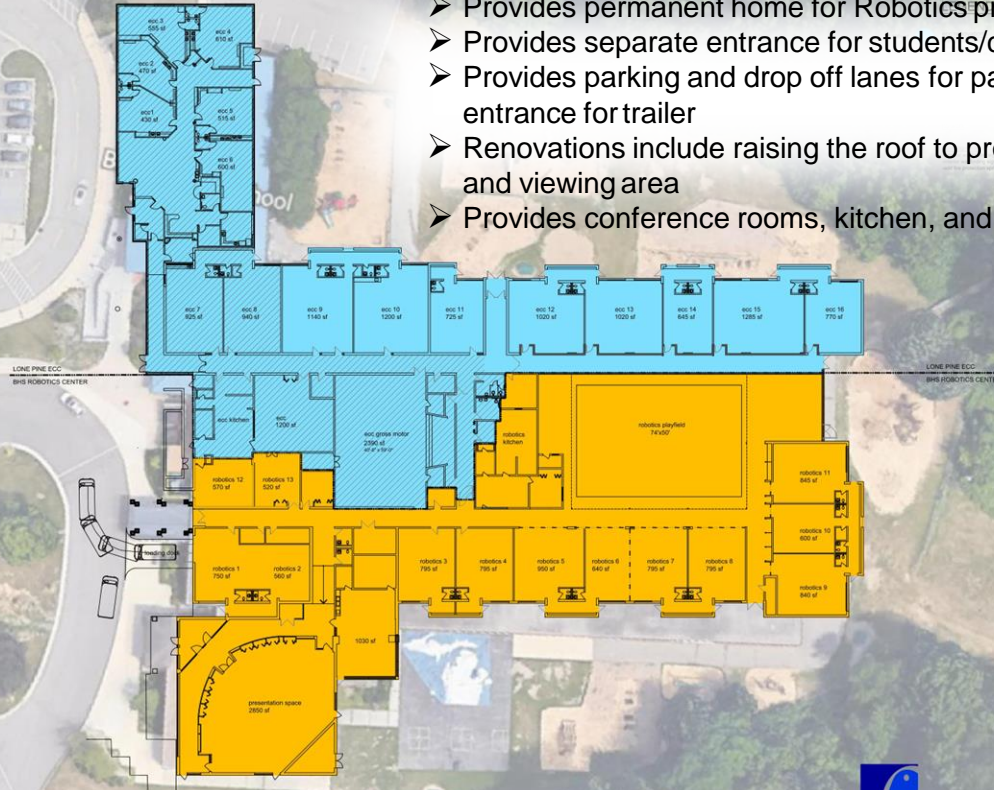 ➢ Provides permanent home for Robotics
➢ Provides separate entrance for
➢ Provides parking and drop off lanes for
entrance for trailer
➢ Renovations include raising the roof to
and viewing area
➢ Provides conference rooms, kitchen, and
ecc 3
585 sf
ecc 4
610 sf
ecc 2
470 sf
ecc1
430 sf
ecc 5
515 sf
ecc 6
600 sf
ecc 7
925 sf
ecc 8
940 sf
ecc 9
1140 sf
ecc 10
1200 sf
ecc 11
725 sf
ecc 12
1020 sf
ecc 13
1020 sf
ecc 14
645 sf
ecc 15
1285 sf
ecc 16
770 sf
LONE PINE ECC
BHS ROBOTICS CENTER
LONE PINE ECC
BHS ROBOTICS
ecc kitchen
ecc
1200 sf
ecc gross motor
2390 sf
robotics
kitchen
robotics playfield
74'x50'
robotics 12
570 sf
robotics 13
520 sf
robotics 11
845 sf
robotics 10
600 sf
robotics 9
840 sf
loading dock
robotics 1
750 sf
robotics 2
560 sf
robotics 3
795 sf
robotics 4
795 sf
robotics 5
950 sf
robotics 6
640 sf
robotics 7
795 sf
robotics 8
795 sf
1030 sf
presentation space
2850 sf